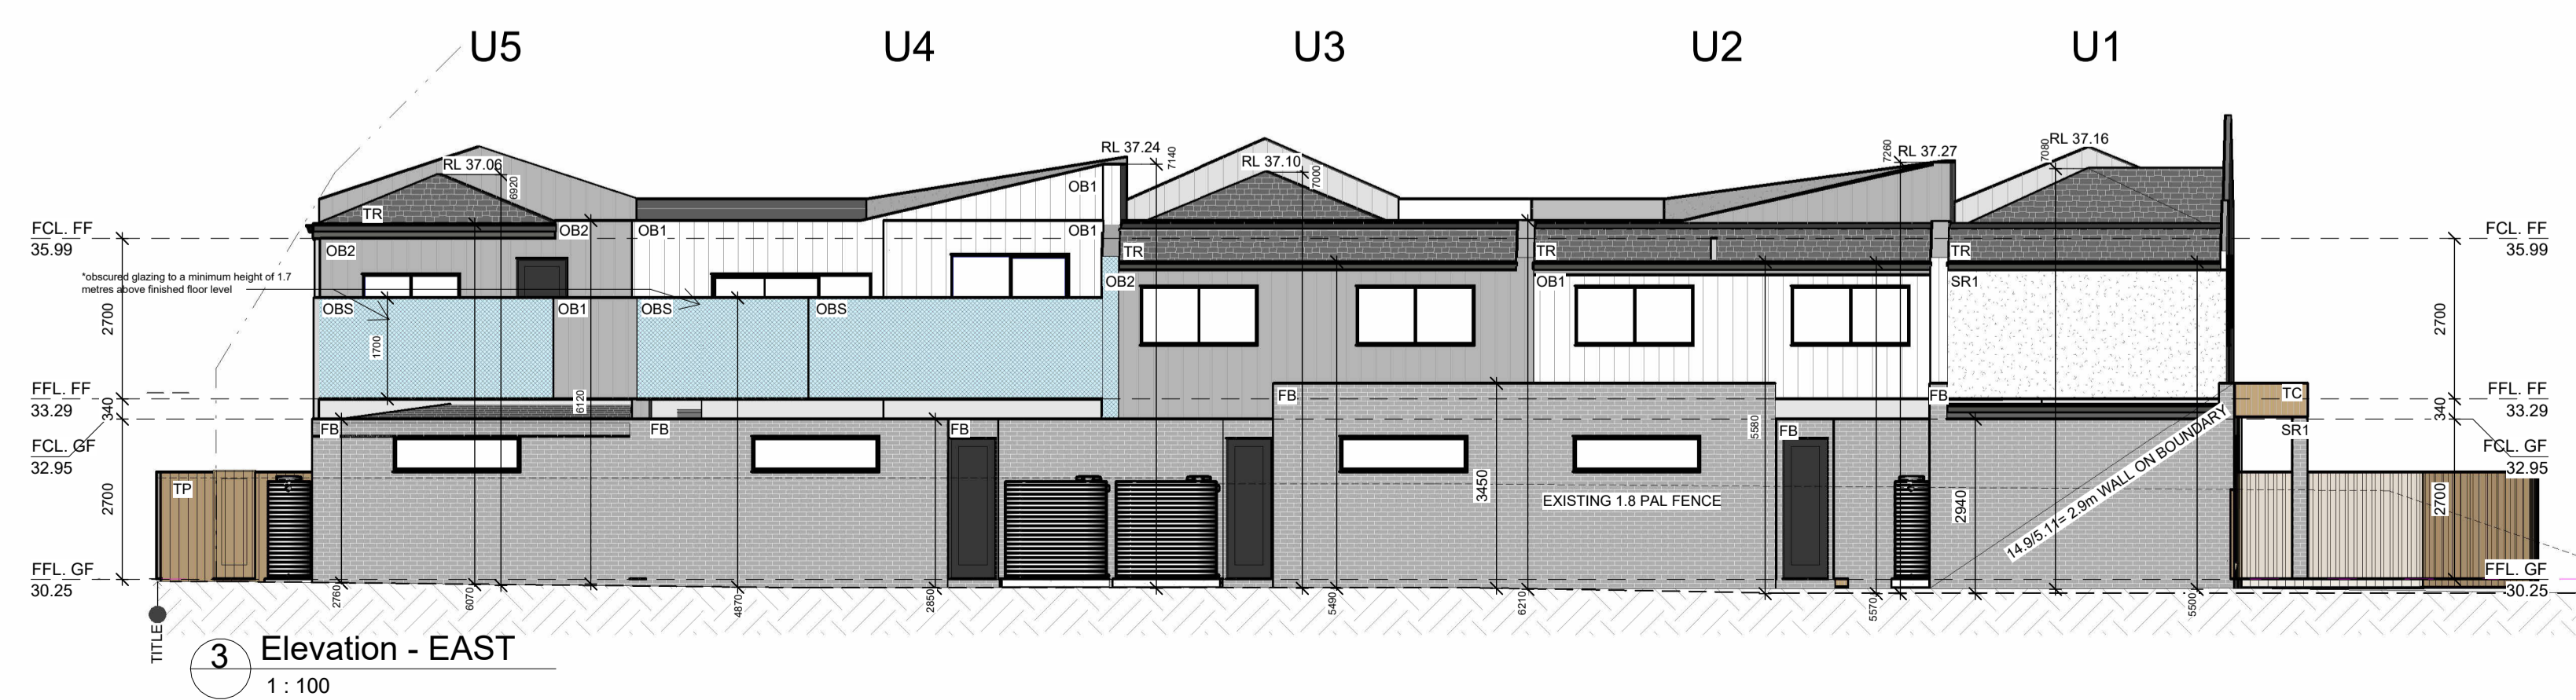 U5
U4
U3
U2
U1
RL 37.06
6920
RL 37.24
7140
RL 37.10
7000
7260
RL 37.27
7080
RL 37.16
OB1
TR
FCL. FF
35.99
OB2
OB2
OB1
OB1
TR
TR
TR
FCL. FF
35.99
*obscured glazing to a minimum height of 1.7
metres above finished floor level
OB2
OB1
SR1
OBS
OB1
OBS
OBS
2700
1700
2700
FFL. FF
33.29
340
6120
FB
FB
TC
FFL. FF
33.29
340
FB
FB
FB
5580
FB
SR1
FCL. GF
32.95
FCL. GF
32.95
TP
2700
3450
EXISTING 1.8 PAL FENCE
2940
14.9/5.11= 2.9m WALL ON BOUNDARY
2700
FFL. GF
30.25
FFL. GF
30.25
2760
6070
4870
2850
5490
6210
5570
5500
TITLE
3
Elevation - EAST
1 : 100